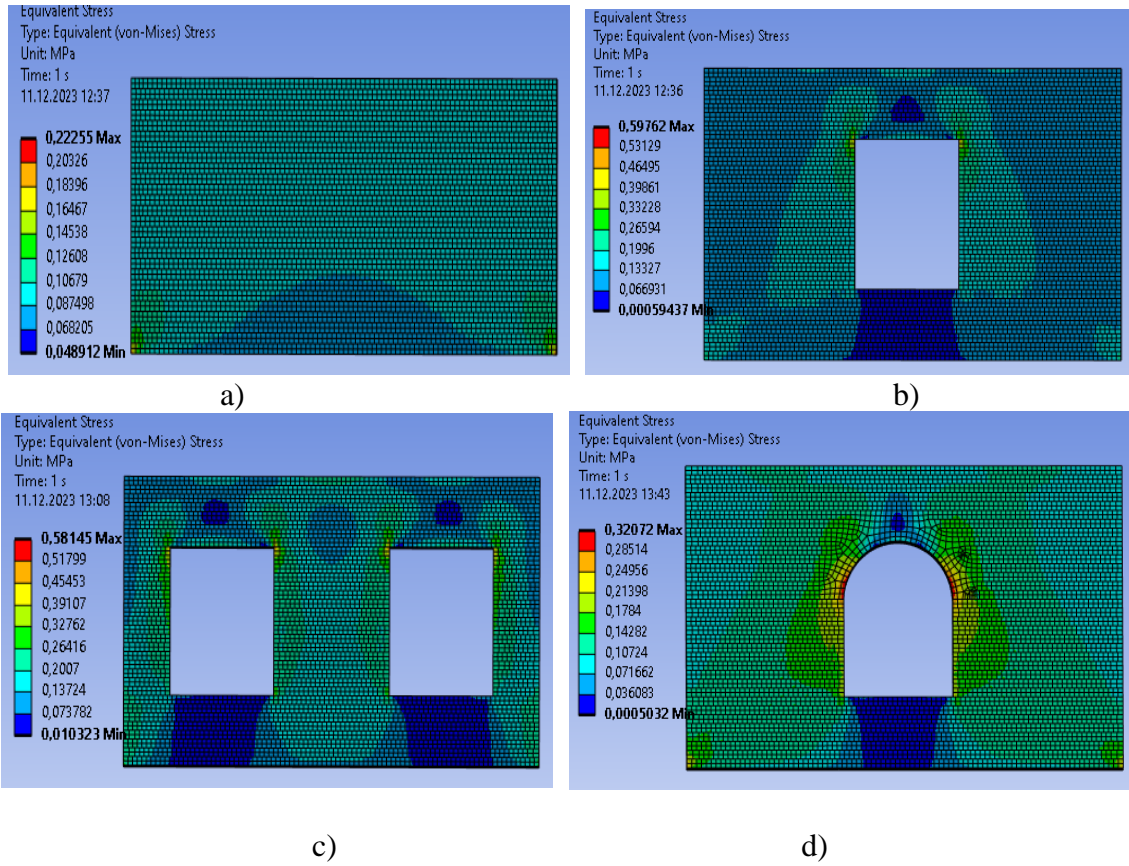 Equivalent Stress
Type: Equivalent (von-Mises) Stress
Unit: MPa
Time: 1 s
11.12.2023 12:37
0,22255 Max
0,20326
0,18396
0,16467
0,14538
0,12608
0,10679
0,087498
0,068205
0,048912 Min
a)
Equivalent Stress
Type: Equivalent (von-Mises) Stress
Unit: MPa
Time: 1 s
11.12.2023 12:36
0,59762 Max
0,53129
0,46495
0,39861
0,33228
0,26594
0,1996
0,13327
0,066931
0,00059437 Min
b)
Equivalent Stress
Type: Equivalent (von-Mises) Stress
Unit: MPa
Time: 1 s
11.12.2023 13:08
0,58145 Max
0,51799
0,45453
0,39107
0,32762
0,26416
0,2007
0,13724
0,073782
0,010323 Min
c)
Equivalent Stress
Type: Equivalent (von-Mises) Stress
Unit: MPa
Time: 1 s
11.12.2023 13:43
0,32072 Max
0,28514
0,24956
0,21398
0,1784
0,14282
0,10724
0,071662
0,036083
0,0005032 Min
d)